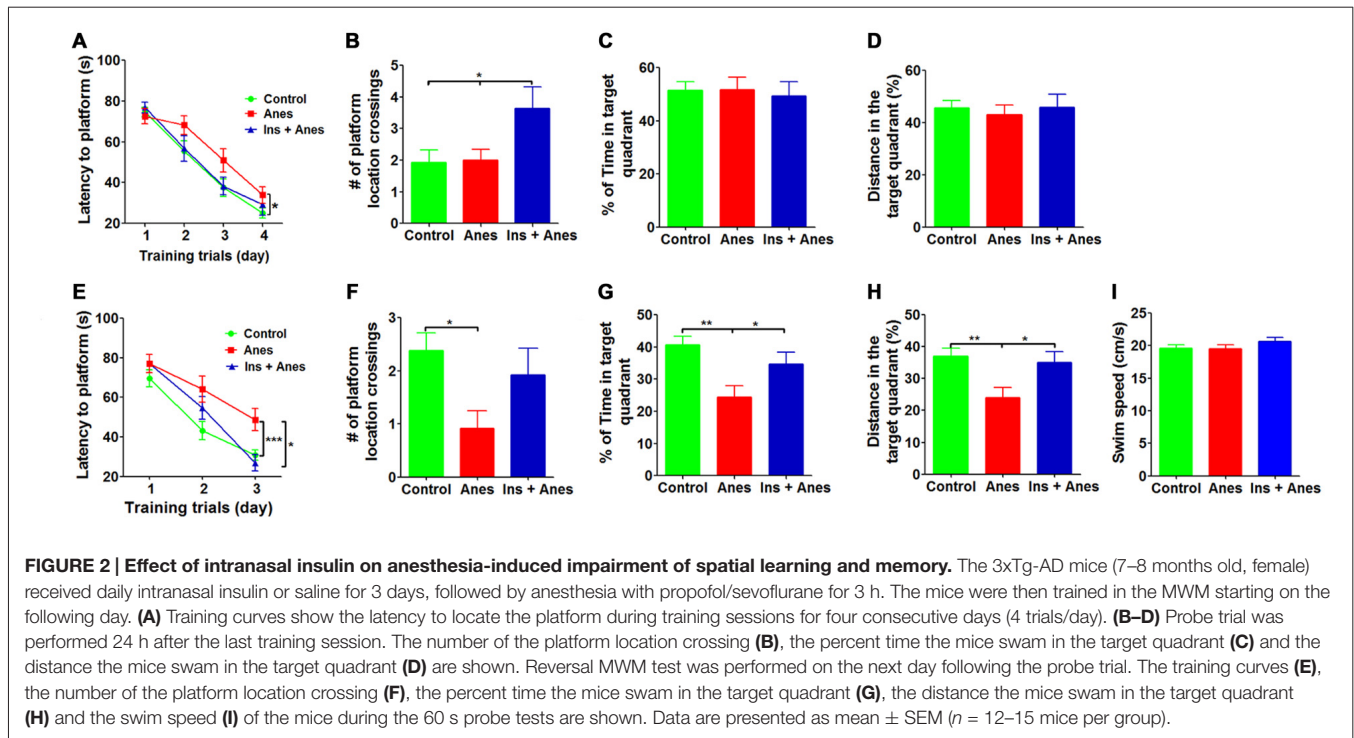 A
Latency to platform (s)
100
80
60
40
20
1 2 3 4
Training trials (day)
Control
Anes
Ins + Anes
*
B
# of platform
location crossings
5
4
3
2
1
0
*
Control Anes Ins + Anes
C
% of Time in target
quadrant
60
40
20
0
Control Anes Ins + Anes
D
Distance in the
target quadrant (%)
60
40
20
0
Control Anes Ins + Anes
E
Latency to platform (s)
100
80
60
40
20
1 2 3
Training trials (day)
Control
Anes
Ins + Anes
***
*
F
# of platform
location crossings
3
2
1
0
*
Control Anes Ins + Anes
G
% of Time in target
quadrant
50
40
30
20
10
0
** *
Control Anes Ins + Anes
H
Distance in the
target quadrant (%)
50
40
30
20
10
0
** *
Control Anes Ins + Anes
I
Swim speed (cm/s)
25
20
15
10
5
0
Control Anes Ins + Anes
FIGURE 2 | Effect of intranasal insulin on anesthesia-induced impairment of spatial learning and memory. The 3xTg-AD mice (7–8 months old, female)
received daily intranasal insulin or saline for 3 days, followed by anesthesia with propofol/sevoflurane for 3 h. The mice were then trained in the MWM starting on the
following day. (A) Training curves show the latency to locate the platform during training sessions for four consecutive days (4 trials/day). (B–D) Probe trial was
performed 24 h after the last training session. The number of the platform location crossing (B), the percent time the mice swam in the target quadrant (C) and the
distance the mice swam in the target quadrant (D) are shown. Reversal MWM test was performed on the next day following the probe trial. The training curves (E),
the number of the platform location crossing (F), the percent time the mice swam in the target quadrant (G), the distance the mice swam in the target quadrant
(H) and the swim speed (I) of the mice during the 60 s probe tests are shown. Data are presented as mean ± SEM (n = 12–15 mice per group).